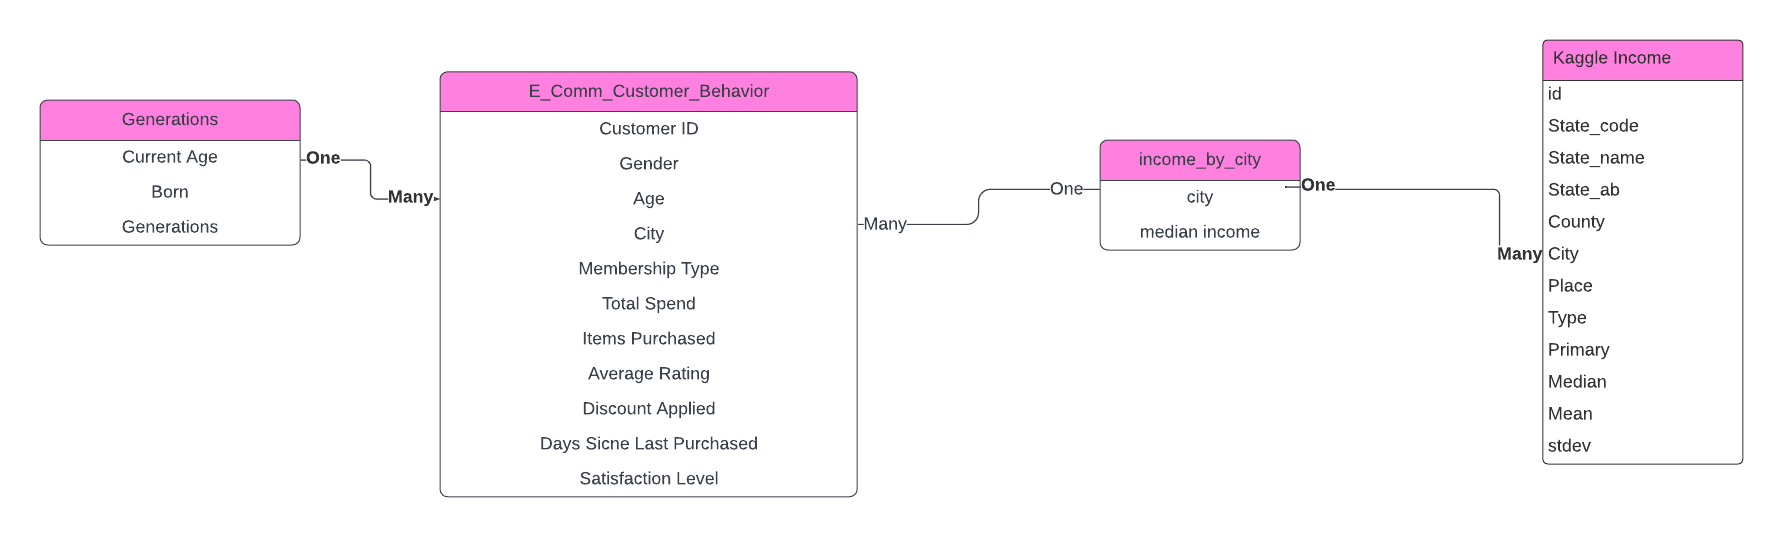 Generations
Current Age
Born
Generations
One
Many
E_Comm_Customer_Behavior
Customer ID
Gender
Age
City
Membership Type
Total Spend
Items Purchased
Average Rating
Discount Applied
Days Sicne Last Purchased
Satisfaction Level
Many
One
income_by_city
city
median income
One
Many
Kaggle Income
id
State_code
State_name
State_ab
County
City
Place
Type
Primary
Median
Mean
stdev